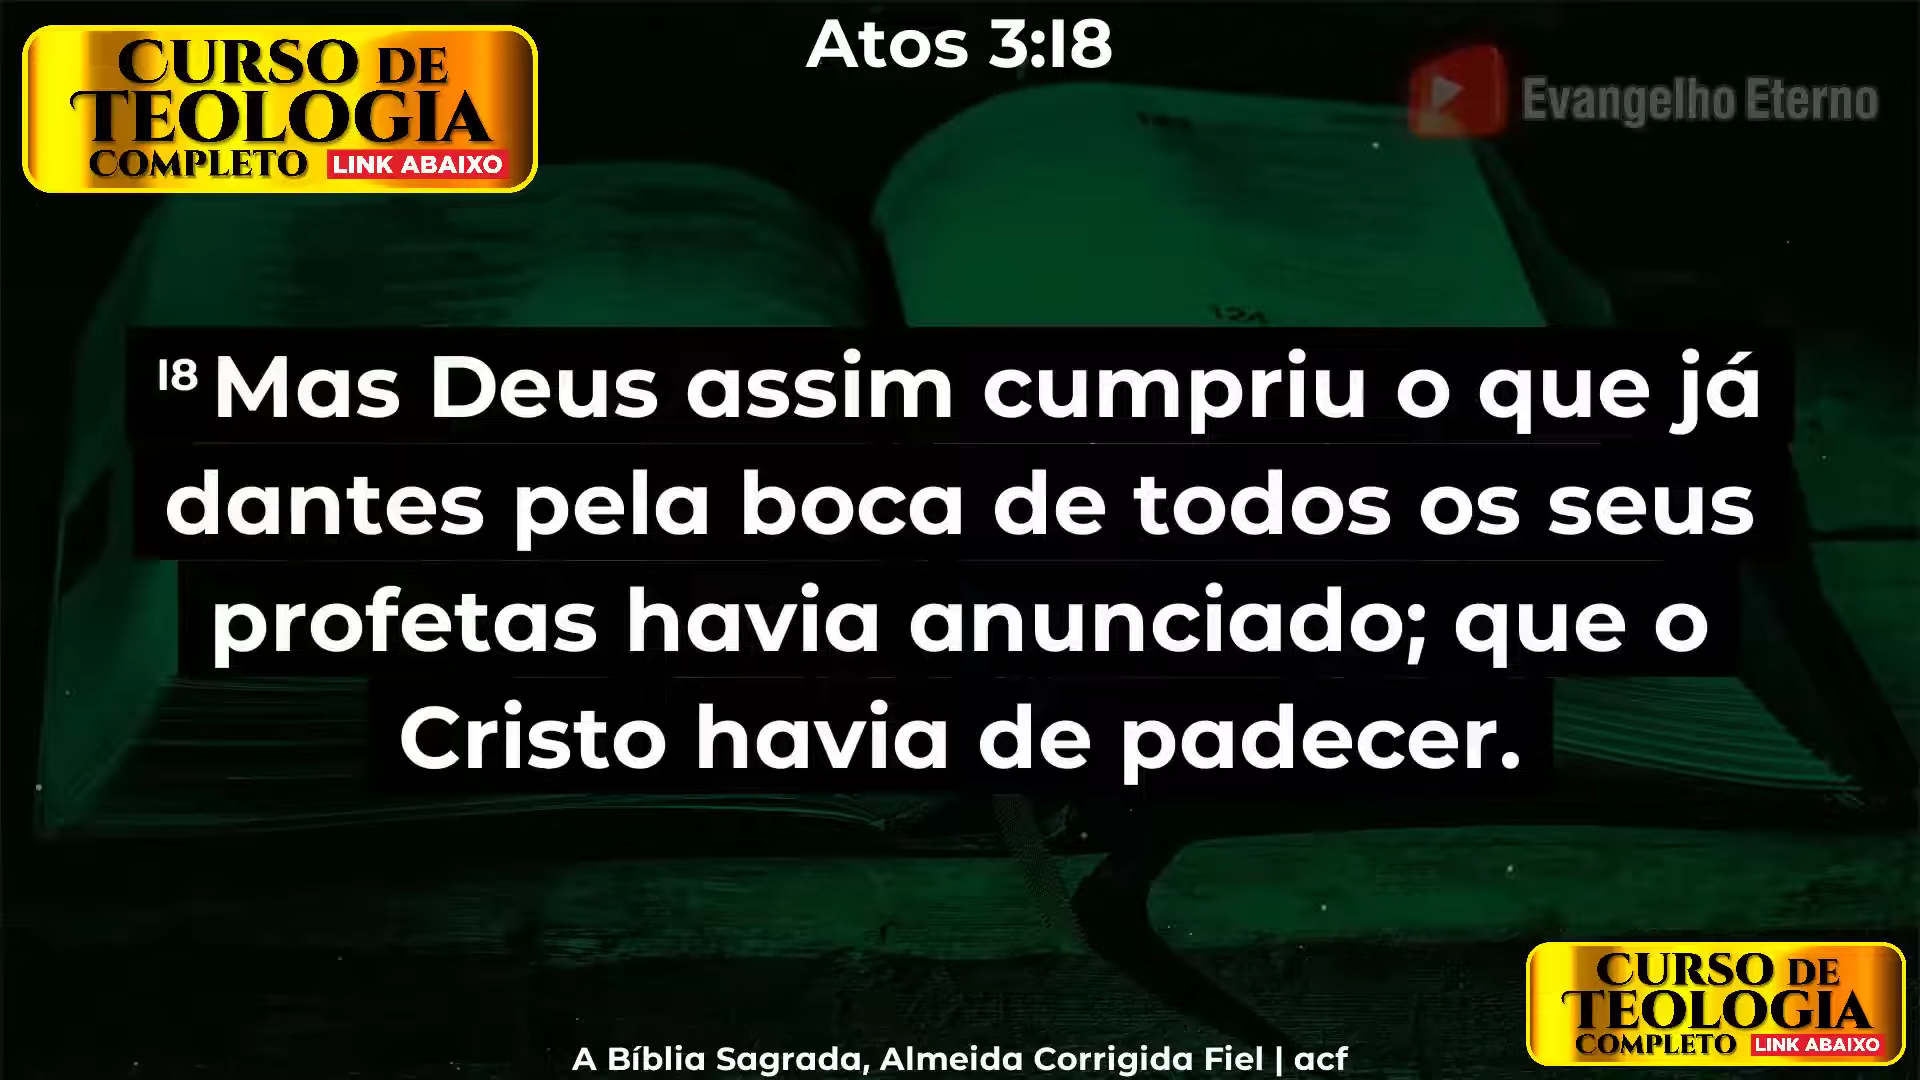 Atos 3:18
CURSO DE
TEOLOGIA
COMPLETO LINK ABAIXO
Evangelho Eterno
124
18 Mas Deus assim cumpriu o que já
dantes pela boca de todos os seus
profetas havia anunciado; que o
Cristo havia de padecer.
CURSO DE
TEOLOGIA
COMPLETO LINK ABAIXO
A Bíblia Sagrada, Almeida Corrigida Fiel | acf